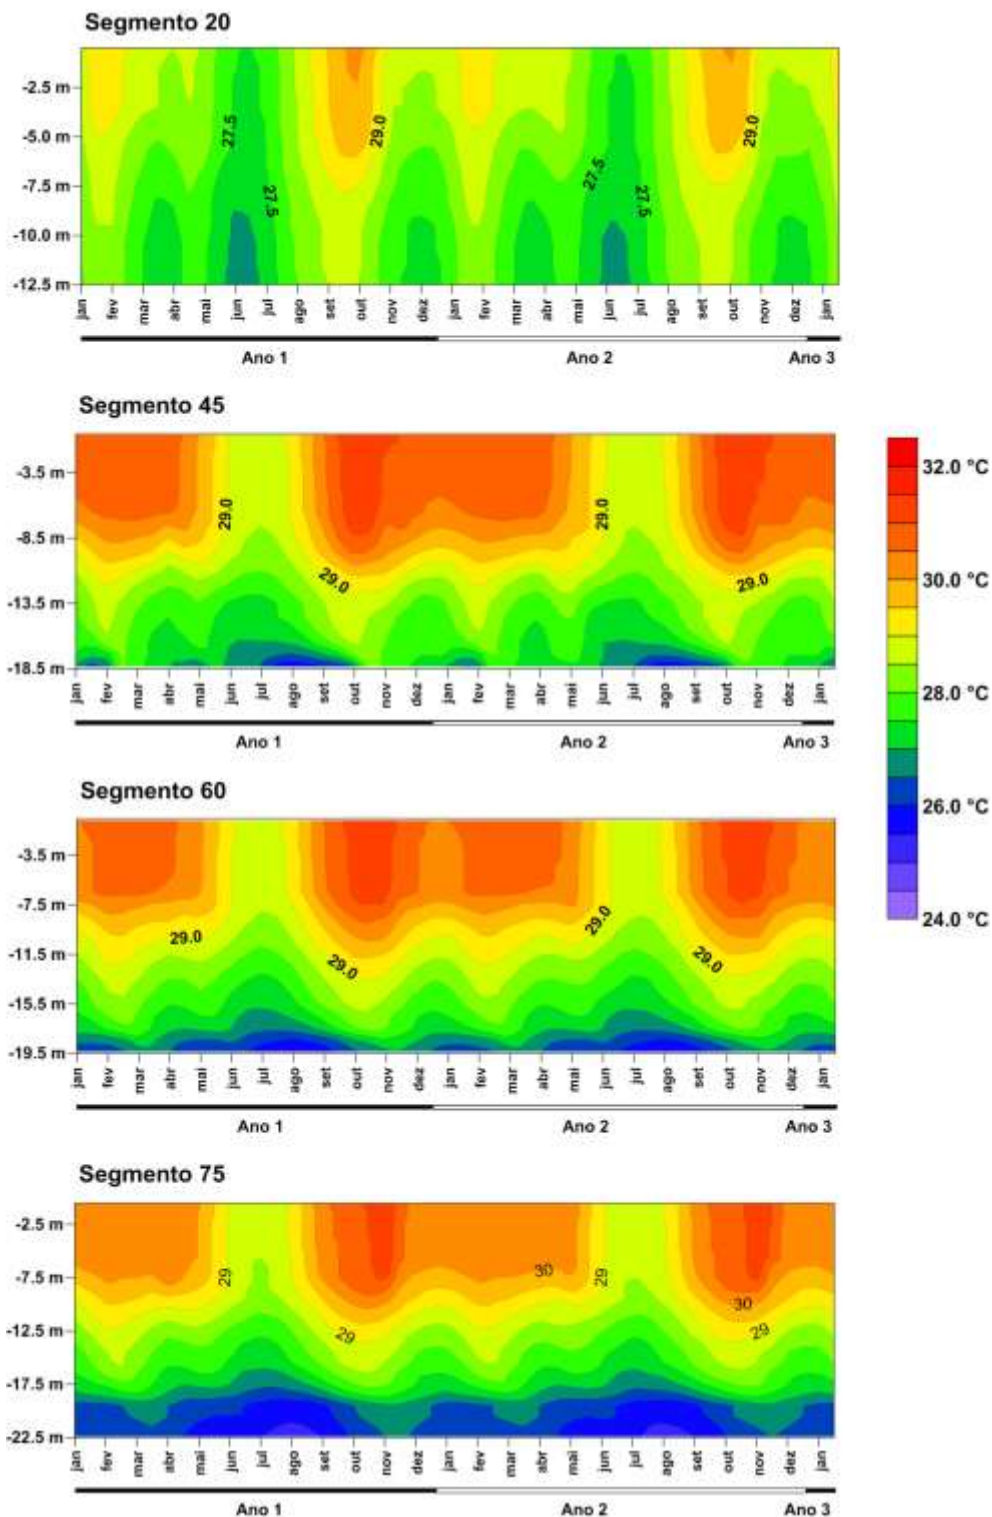 Segmento 20
-2.5 m
-5.0 m
-7.5 m
-10.0 m
-12.5 m
27.5
27.5
29.0
27.5
27.5
29.0
jan fev mar abr mai jun jul ago set out nov dez jan fev mar abr mai jun jul ago set out nov dez jan
Ano 1 Ano 2 Ano 3
Segmento 45
-3.5 m
-8.5 m
-13.5 m
-18.5 m
29.0
29.0
29.0
29.0
jan fev mar abr mai jun jul ago set out nov dez jan fev mar abr mai jun jul ago set out nov dez jan
Ano 1 Ano 2 Ano 3
32.0 °C
30.0 °C
28.0 °C
26.0 °C
24.0 °C
Segmento 60
-3.5 m
-7.5 m
-11.5 m
-15.5 m
-19.5 m
29.0
29.0
29.0
29.0
jan fev mar abr mai jun jul ago set out nov dez jan fev mar abr mai jun jul ago set out nov dez jan
Ano 1 Ano 2 Ano 3
Segmento 75
-2.5 m
-7.5 m
-12.5 m
-17.5 m
-22.5 m
29
29
30
29
30
29
jan fev mar abr mai jun jul ago set out nov dez jan fev mar abr mai jun jul ago set out nov dez jan
Ano 1 Ano 2 Ano 3